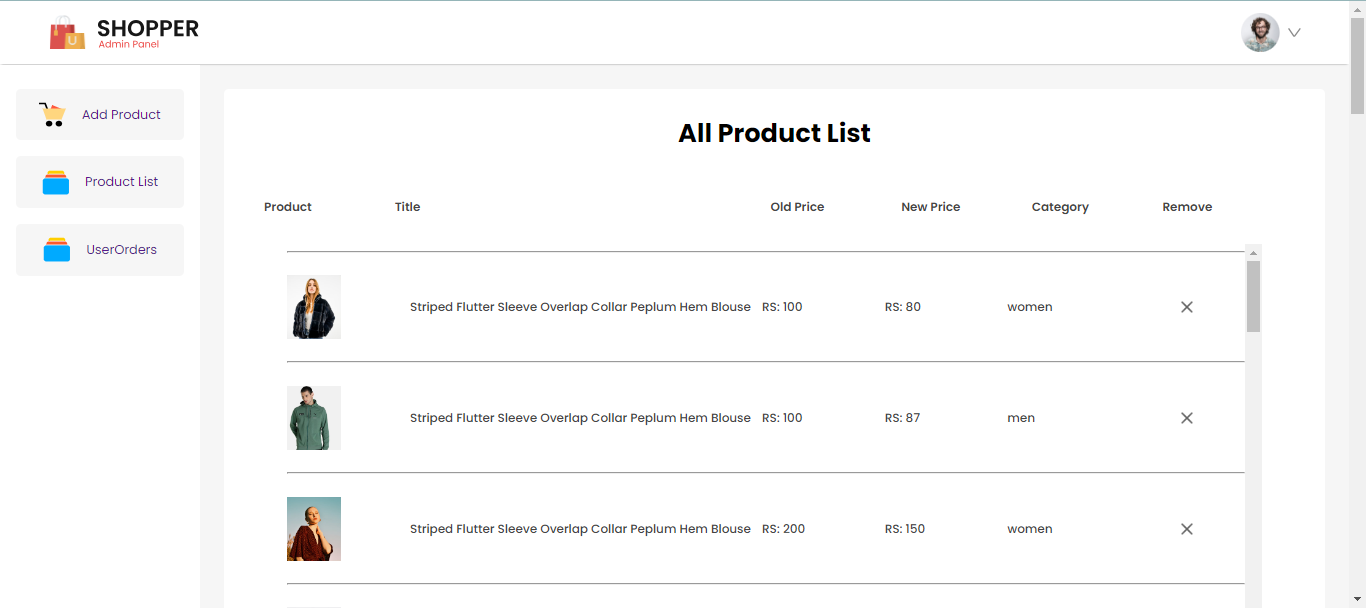 SHOPPER
Admin Panel
Add Product
Product List
UserOrders
All Product List
Product Title Old Price New Price Category Remove
Striped Flutter Sleeve Overlap Collar Peplum Hem Blouse RS: 100 RS: 80 women
Striped Flutter Sleeve Overlap Collar Peplum Hem Blouse RS: 100 RS: 87 men
Striped Flutter Sleeve Overlap Collar Peplum Hem Blouse RS: 200 RS: 150 women